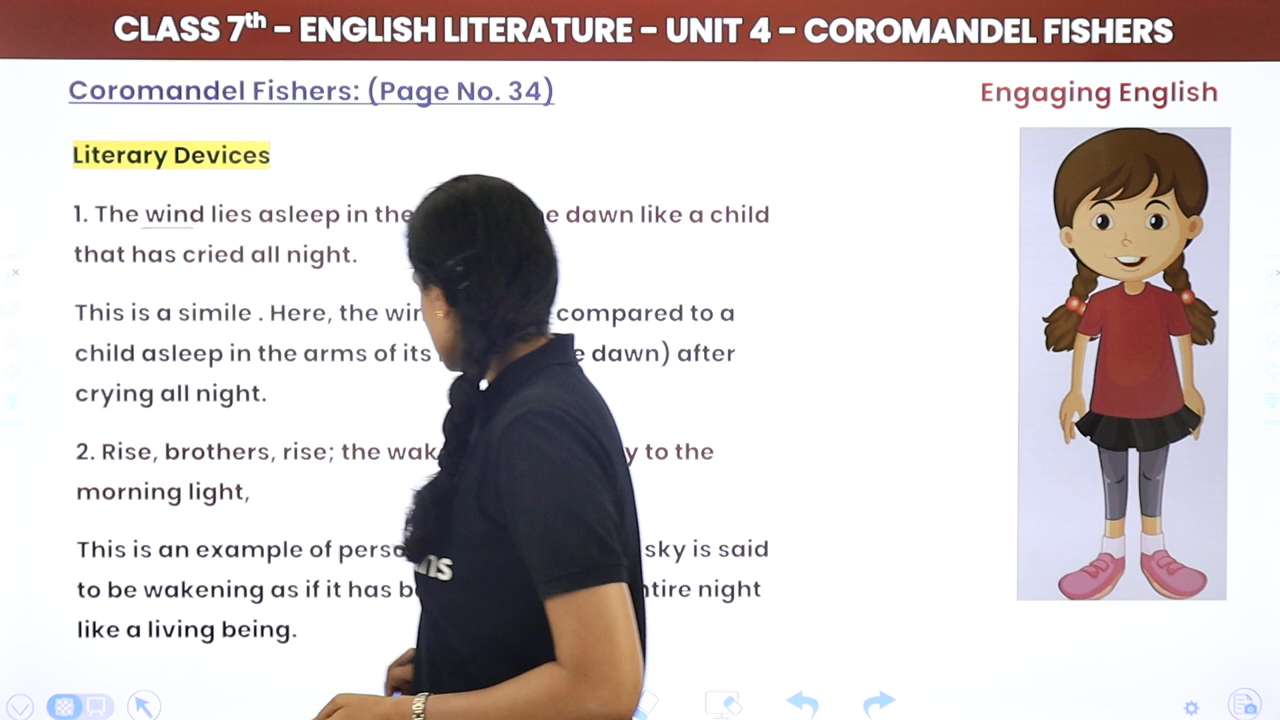 CLASS 7th - ENGLISH LITERATURE - UNIT 4 - COROMANDEL FISHERS
Coromandel Fishers: (Page No. 34)
Engaging English
Literary Devices
1. The wind lies asleep in the dawn like a child
that has cried all night.
This is a simile . Here, the compared to a
child asleep in the arms of its dawn) after
crying all night.
2. Rise, brothers, rise; the to the
morning light,
This is an example of sky is said
to be wakening as if it has night
like a living being.